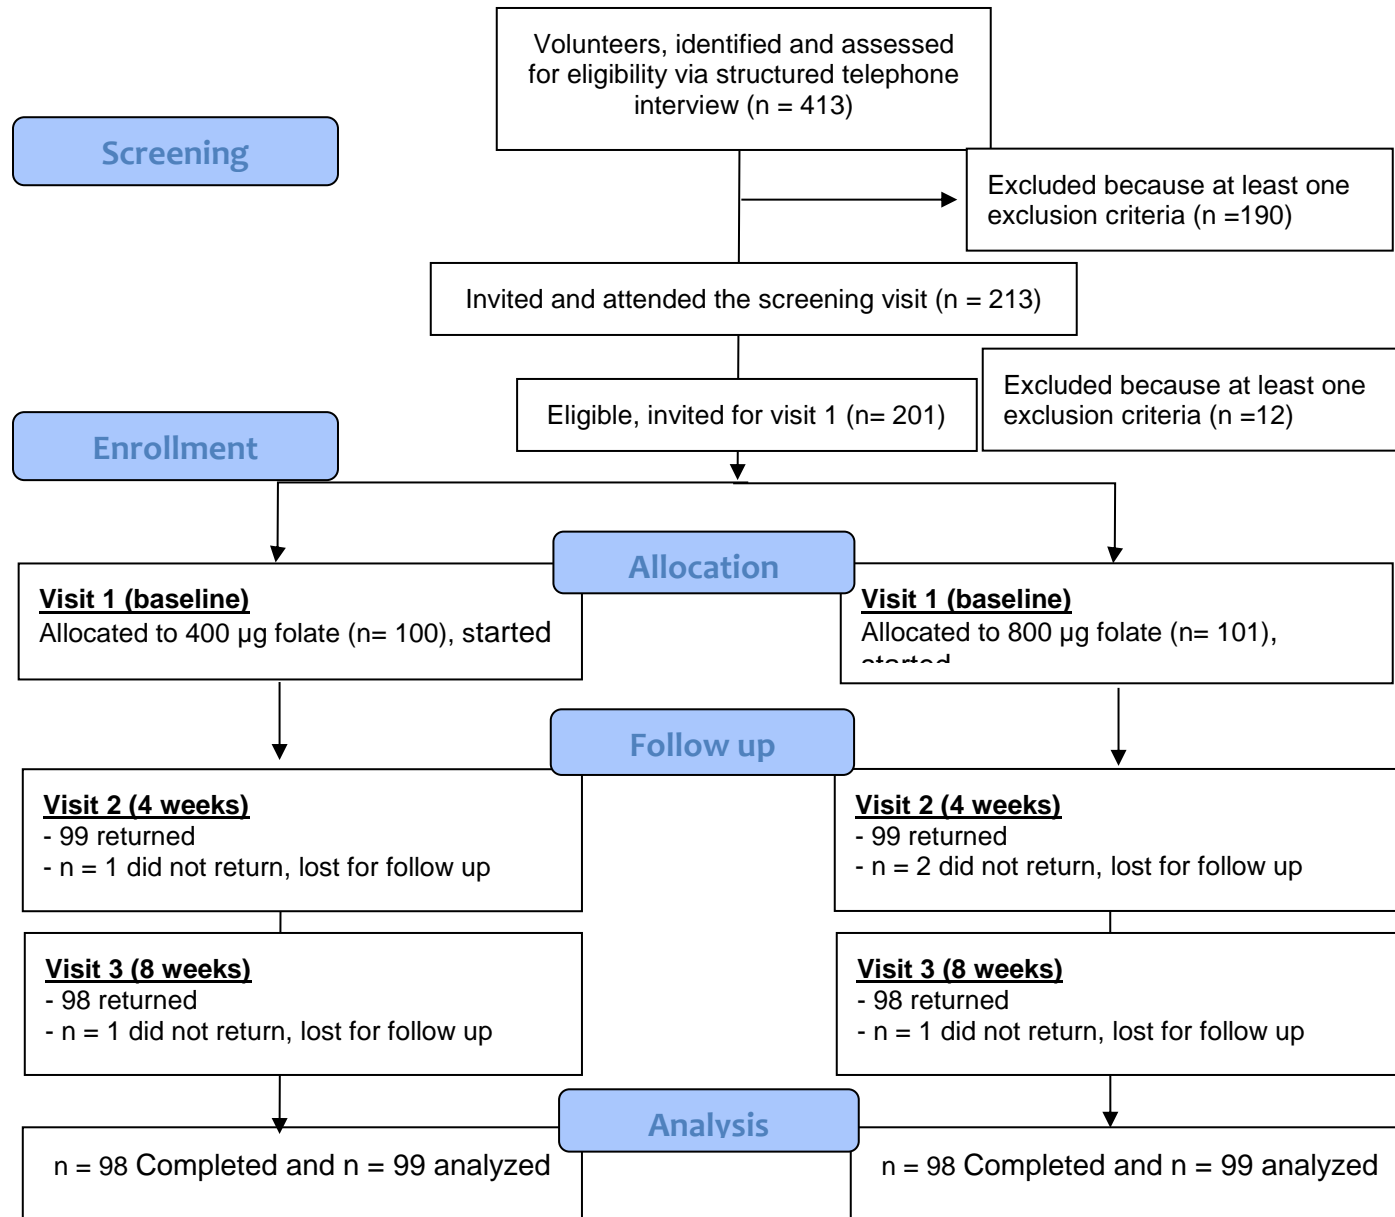 Volunteers, identified and assessed
for eligibility via structured telephone
interview (n = 413)
Screening
Excluded because at least one
exclusion criteria (n =190)
Invited and attended the screening visit (n = 213)
Excluded because at least one
exclusion criteria (n =12)
Eligible, invited for visit 1 (n= 201)
Enrollment
Allocation
Visit 1 (baseline)
Allocated to 400 µg folate (n= 100), started
Visit 1 (baseline)
Allocated to 800 µg folate (n= 101),
started
Follow up
Visit 2 (4 weeks)
- 99 returned
- n = 1 did not return, lost for follow up
Visit 2 (4 weeks)
- 99 returned
- n = 2 did not return, lost for follow up
Visit 3 (8 weeks)
- 98 returned
- n = 1 did not return, lost for follow up
Visit 3 (8 weeks)
- 98 returned
- n = 1 did not return, lost for follow up
Analysis
n = 98 Completed and n = 99 analyzed
n = 98 Completed and n = 99 analyzed